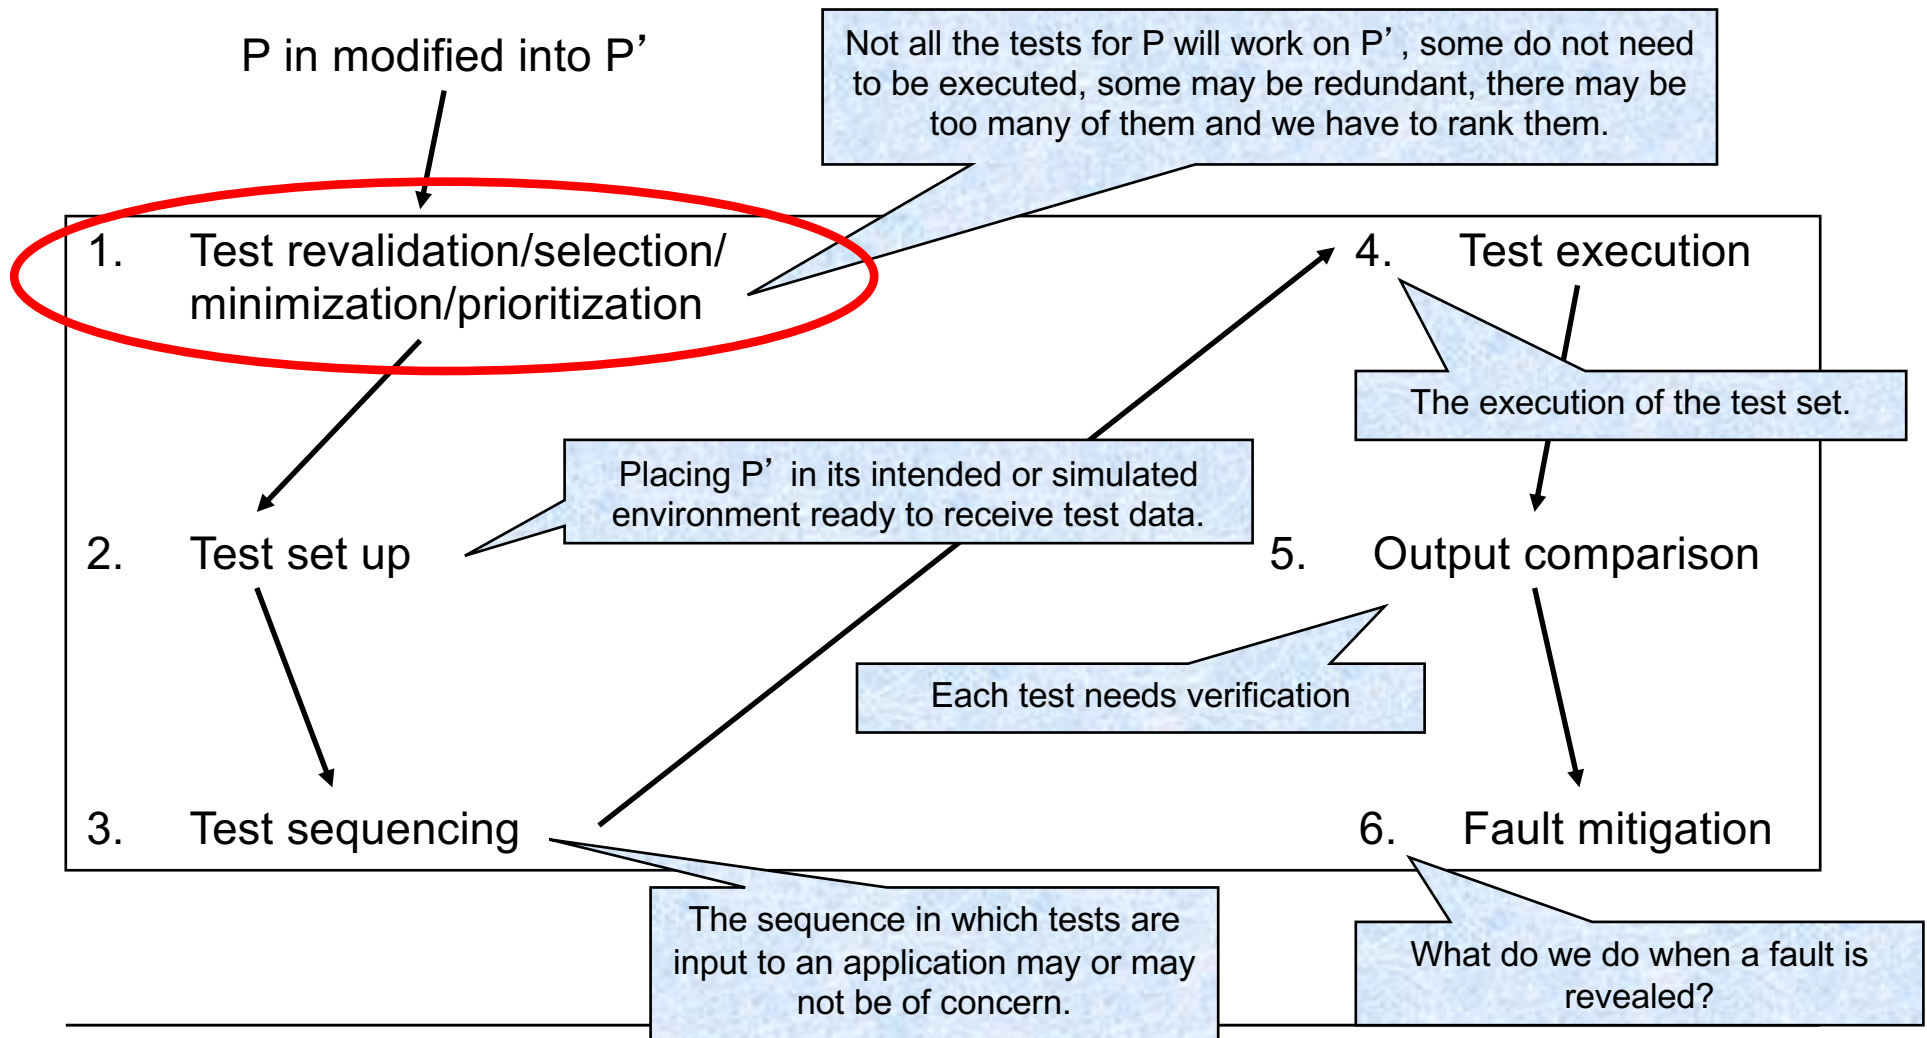 P in modified into P’
Not all the tests for P will work on P’, some do not need
to be executed, some may be redundant, there may be
too many of them and we have to rank them.
1. Test revalidation/selection/
minimization/prioritization
2. Test set up
Placing P’ in its intended or simulated
environment ready to receive test data.
3. Test sequencing
The sequence in which tests are
input to an application may or may
not be of concern.
4. Test execution
The execution of the test set.
5. Output comparison
Each test needs verification
6. Fault mitigation
What do we do when a fault is
revealed?